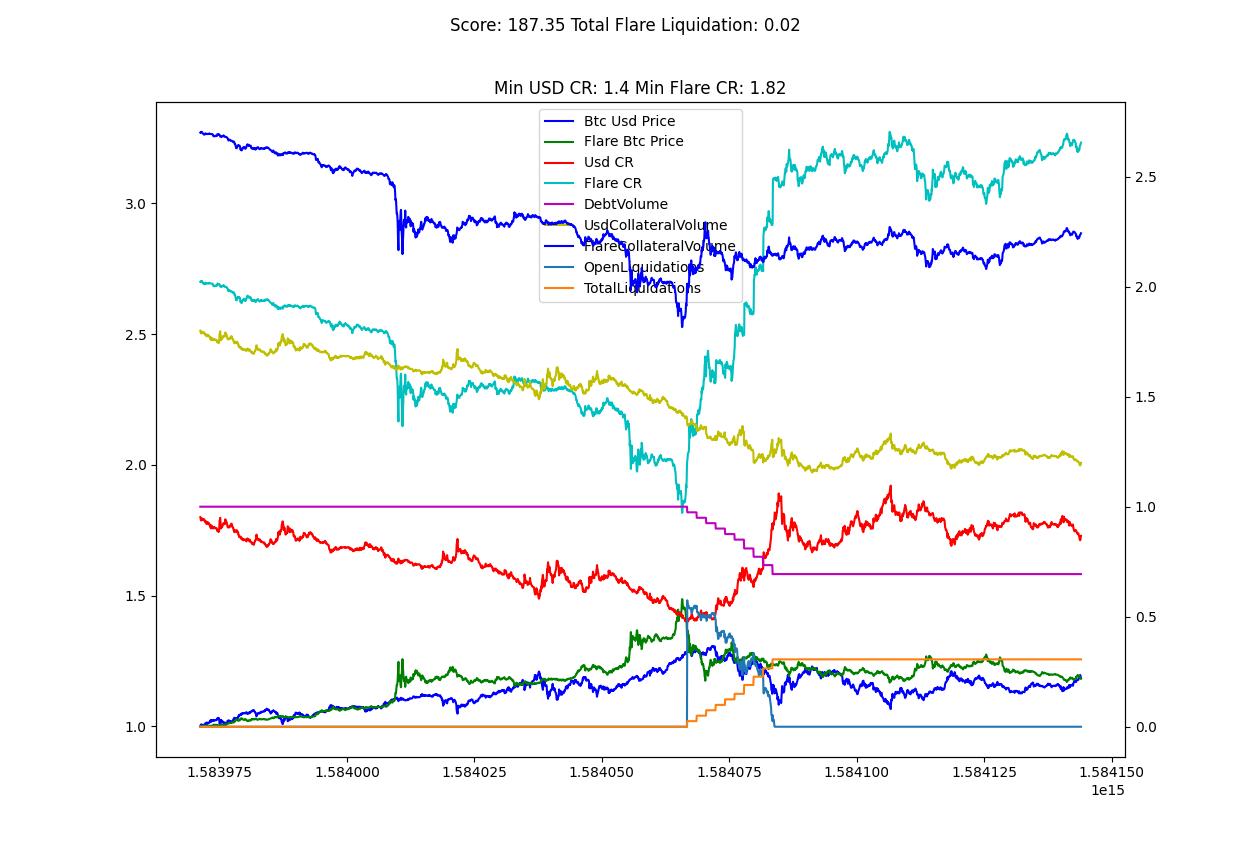 Score: 187.35 Total Flare Liquidation: 0.02
Min USD CR: 1.4 Min Flare CR: 1.82
Btc Usd Price
Flare Btc Price
Usd CR
Flare CR
DebtVolume
UsdCollateralVolume
FlareCollateralVolume
OpenLiquidations
TotalLiquidations
3.0
2.5
2.0
1.5
1.0
2.5
2.0
1.5
1.0
0.5
0.0
1.583975
1.584000
1.584025
1.584050
1.584075
1.584100
1.584125
1.584150
1e15